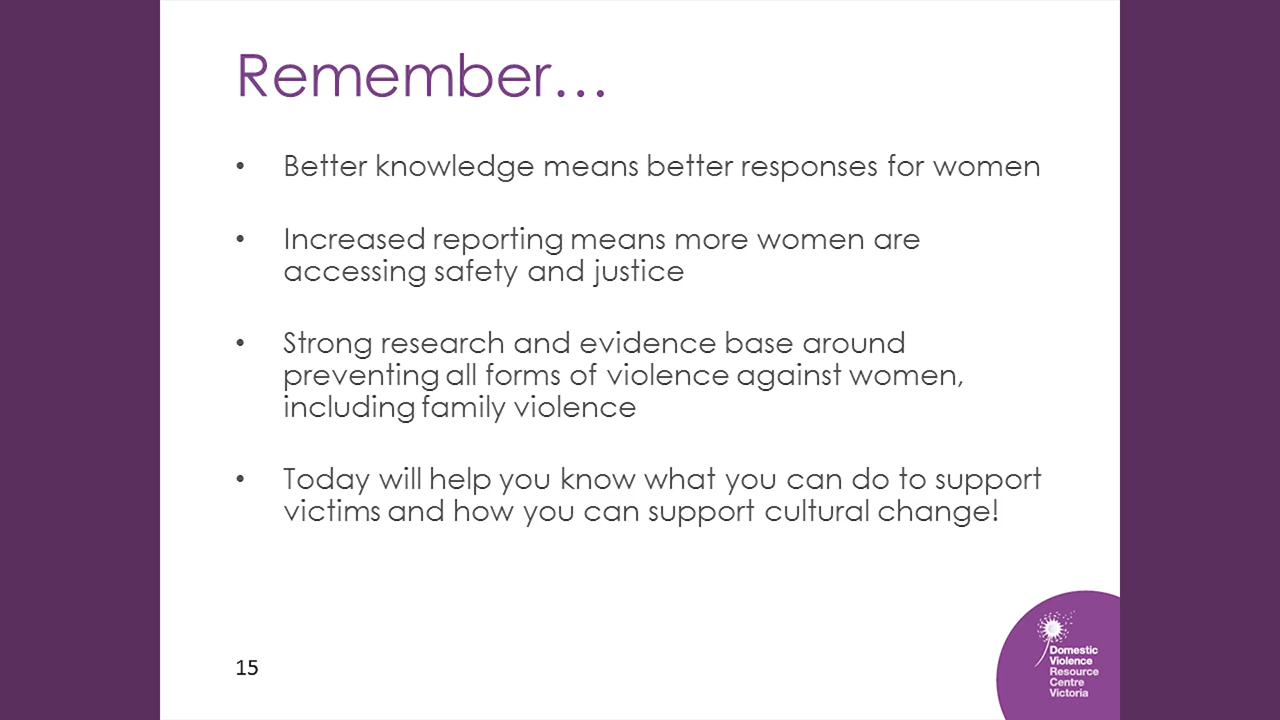 Remember...
• Better knowledge means better responses for women
• Increased reporting means more women are
accessing safety and justice
• Strong research and evidence base around
preventing all forms of violence against women,
including family violence
• Today will help you know what you can do to support
victims and how you can support cultural change!
15
Domestic
Violence
Resource
Centre
Victoria